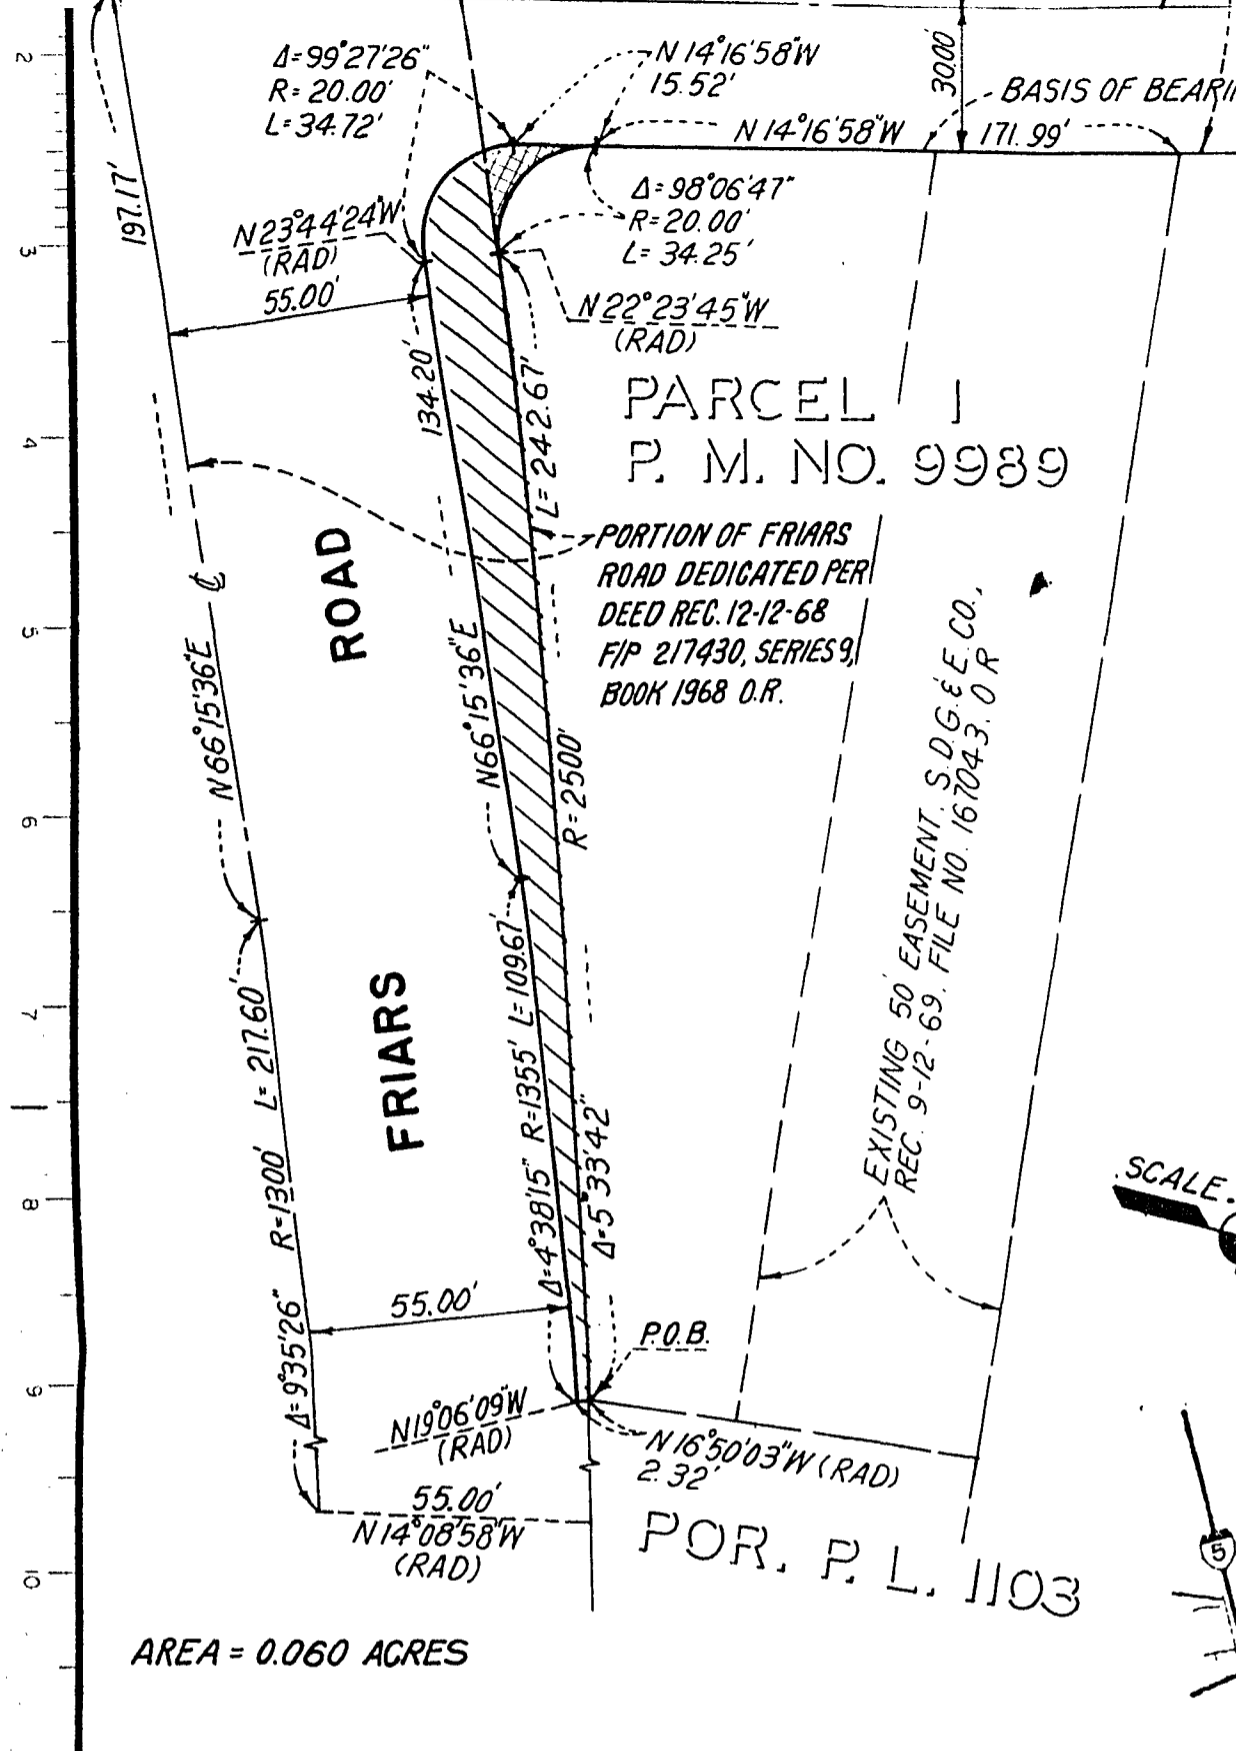 2
3
4
5
6
7
8
9
10
Δ=99°27'26"
R=20.00'
L=34.72'
N14°16'58"W
15.52'
30.00'
BASIS OF
N14°16'58"W
171.99'
197.17'
N23°44'24"W
(RAD)
55.00'
Δ=98°06'47"
R=20.00'
L=34.25'
N22°23'45"W
(RAD)
134.20'
L=242.67'
PARCEL 1
P. M. NO. 9989
PORTION OF FRIARS
ROAD DEDICATED PER
DEED REC. 12-12-68
F/P 217430, SERIES 9,
BOOK 1968 O.R.
ROAD
FRIARS
℄
N66°15'36"E
N66°15'36"E
R=2500'
EXISTING 50' EASEMENT, S.D.G.& E.CO.,
REC. 9-12-69, FILE NO. 167043, O R
Δ=9°35'26" R=1300' L=217.60'
Δ=4°38'15" R=1355' L=109.67'
Δ=5°33'42"
SCALE
55.00'
P.O.B.
N19°06'09"W
(RAD)
N16°50'03"W (RAD)
2.32'
55.00'
N14°08'58"W
(RAD)
POR. P. L. 1103
5
AREA = 0.060 ACRES